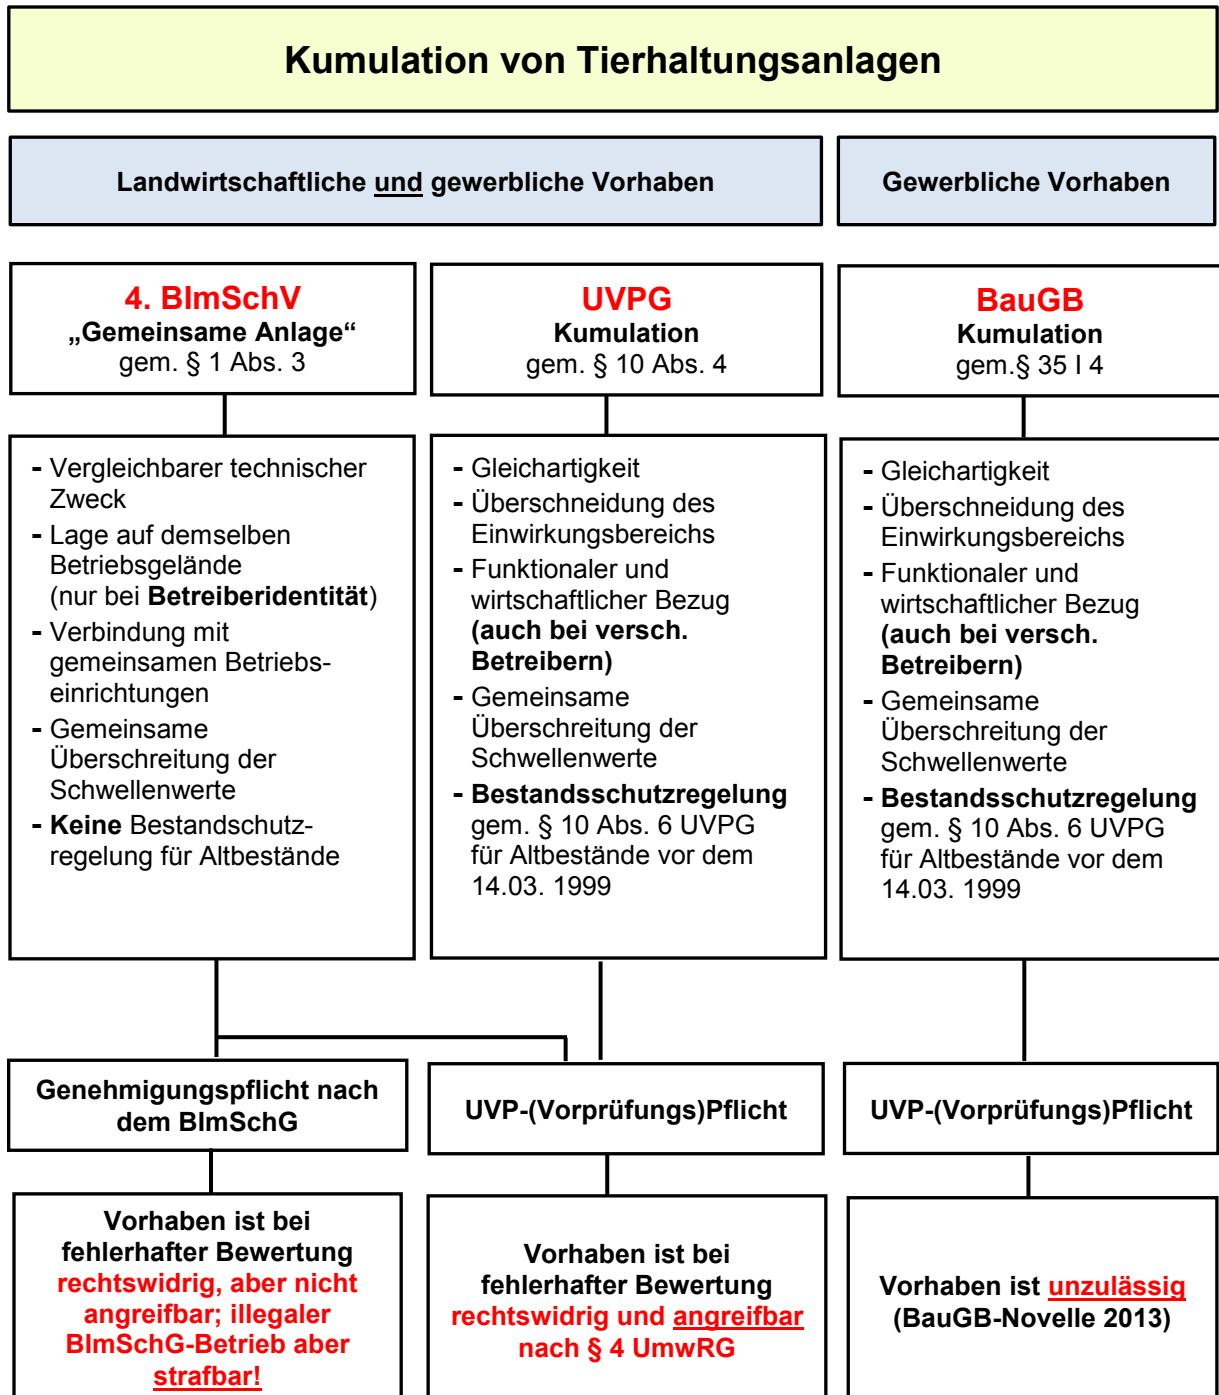 Kumulation von Tierhaltungsanlagen
Landwirtschaftliche und gewerbliche Vorhaben
Gewerbliche Vorhaben
4. BImSchV
„Gemeinsame Anlage“
gem. § 1 Abs. 3
UVPG
Kumulation
gem. § 10 Abs. 4
BauGB
Kumulation
gem.§ 35 I 4
- Vergleichbarer technischer
Zweck
- Lage auf demselben
Betriebsgelände
(nur bei Betreiberidentität)
- Verbindung mit
gemeinsamen Betriebs-
einrichtungen
- Gemeinsame
Überschreitung der
Schwellenwerte
- Keine Bestandschutz-
regelung für Altbestände
- Gleichartigkeit
- Überschneidung des
Einwirkungsbereichs
- Funktionaler und
wirtschaftlicher Bezug
(auch bei versch.
Betreibern)
- Gemeinsame
Überschreitung der
Schwellenwerte
- Bestandsschutzregelung
gem. § 10 Abs. 6 UVPG
für Altbestände vor dem
14.03. 1999
- Gleichartigkeit
- Überschneidung des
Einwirkungsbereichs
- Funktionaler und
wirtschaftlicher Bezug
(auch bei versch.
Betreibern)
- Gemeinsame
Überschreitung der
Schwellenwerte
- Bestandsschutzregelung
gem. § 10 Abs. 6 UVPG
für Altbestände vor dem
14.03. 1999
Genehmigungspflicht nach
dem BImSchG
UVP-(Vorprüfungs)Pflicht
UVP-(Vorprüfungs)Pflicht
Vorhaben ist bei
fehlerhafter Bewertung
rechtswidrig, aber nicht
angreifbar; illegaler
BImSchG-Betrieb aber
strafbar!
Vorhaben ist bei
fehlerhafter Bewertung
rechtswidrig und angreifbar
nach § 4 UmwRG
Vorhaben ist unzulässig
(BauGB-Novelle 2013)